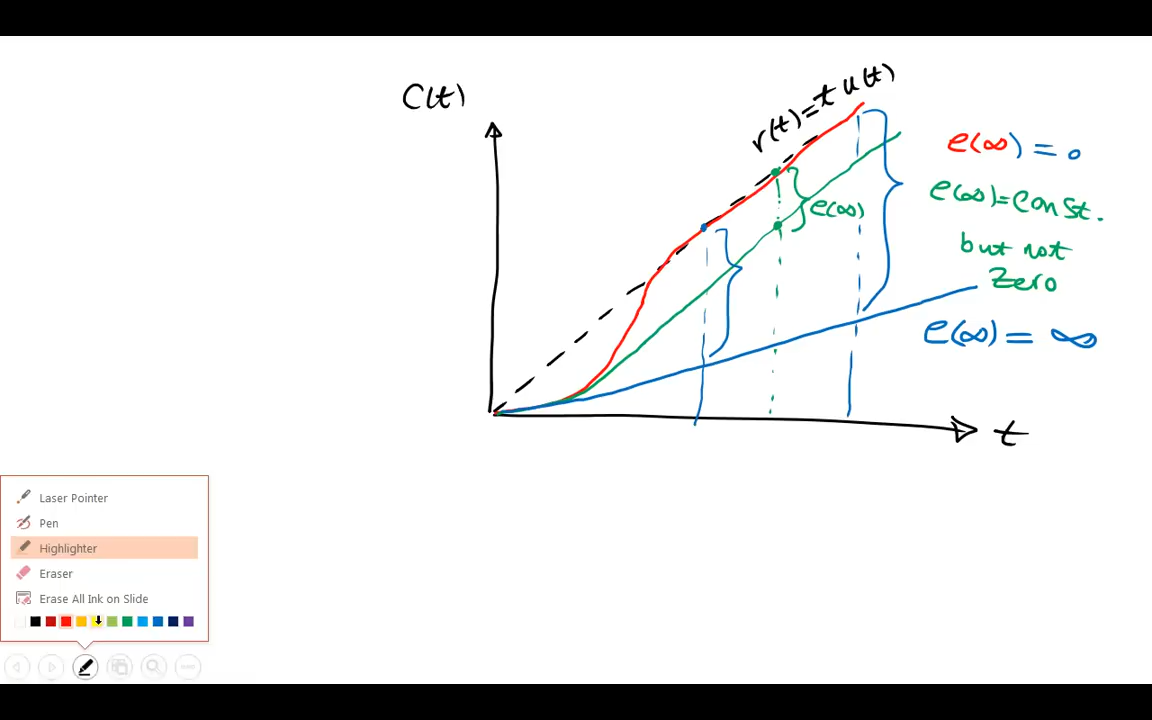 C(t)
r(t)=t u(t)
e(∞) = 0
e(∞)=Const.
but not
Zero
e(∞)
e(∞) = ∞
t
Laser Pointer
Pen
Highlighter
Eraser
Erase All Ink on Slide